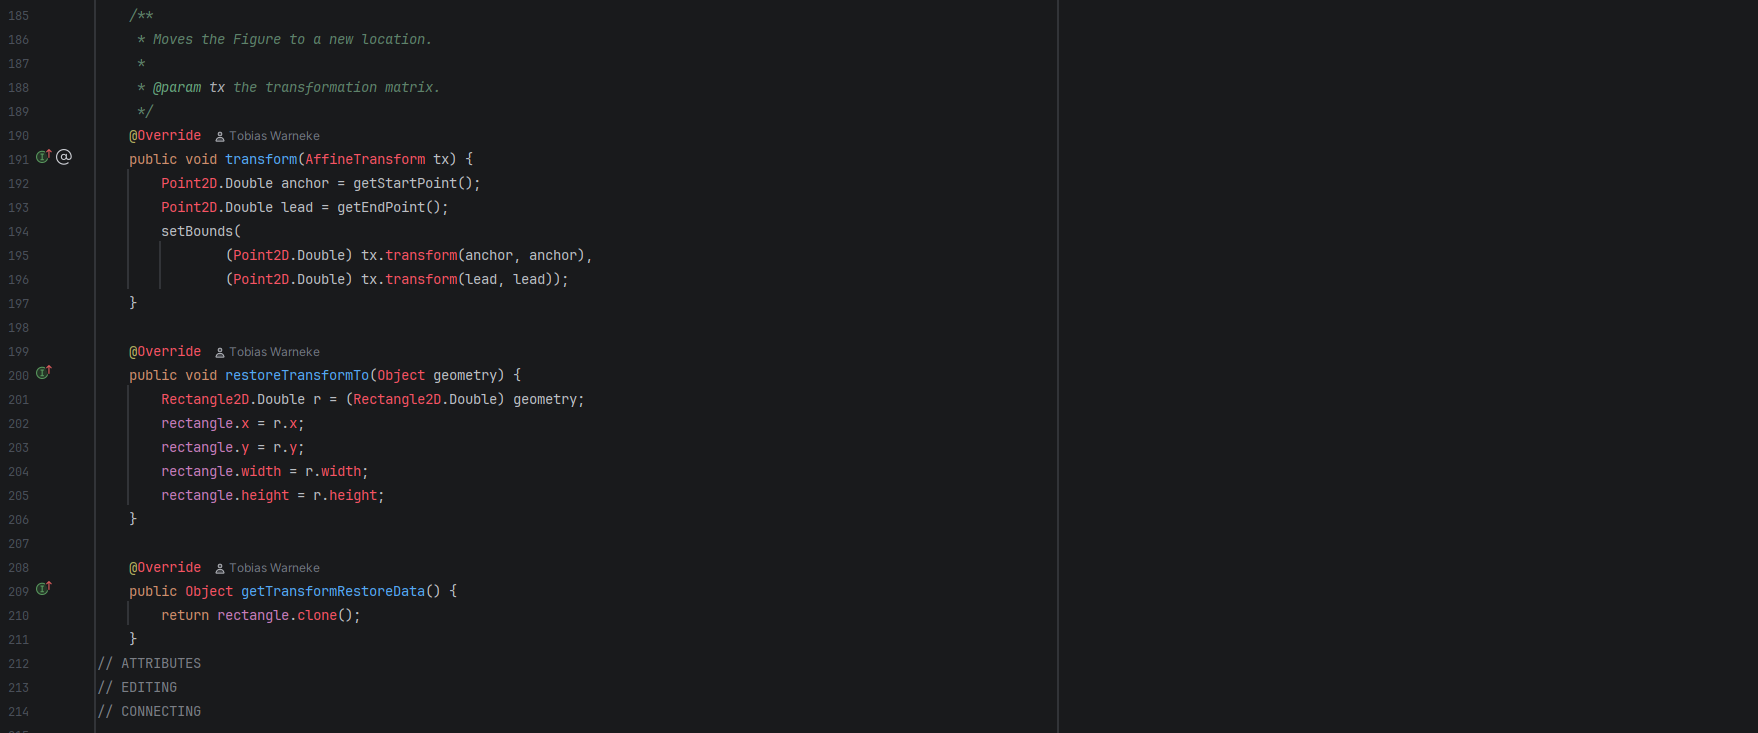 185 /**
186 * Moves the Figure to a new location.
187 *
188 * @param tx the transformation matrix.
189 */
190 @Override Tobias Warneke
191 public void transform(AffineTransform tx) {
192 Point2D.Double anchor = getStartPoint();
193 Point2D.Double lead = getEndPoint();
194 setBounds(
195 (Point2D.Double) tx.transform(anchor, anchor),
196 (Point2D.Double) tx.transform(lead, lead));
197 }
198
199 @Override Tobias Warneke
200 public void restoreTransformTo(Object geometry) {
201 Rectangle2D.Double r = (Rectangle2D.Double) geometry;
202 rectangle.x = r.x;
203 rectangle.y = r.y;
204 rectangle.width = r.width;
205 rectangle.height = r.height;
206 }
207
208 @Override Tobias Warneke
209 public Object getTransformRestoreData() {
210 return rectangle.clone();
211 }
212 // ATTRIBUTES
213 // EDITING
214 // CONNECTING